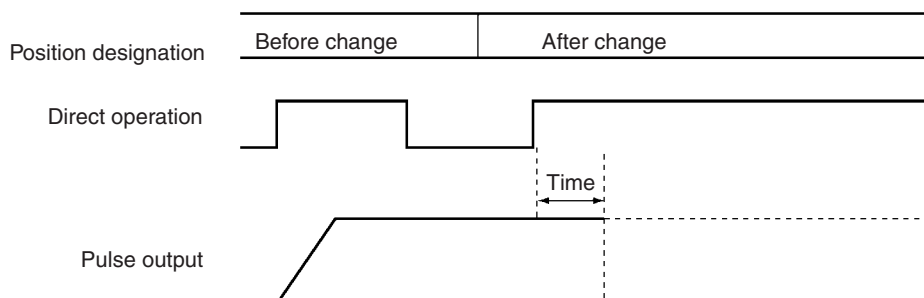 Position designation
Before change
After change
Direct operation
Time
Pulse output